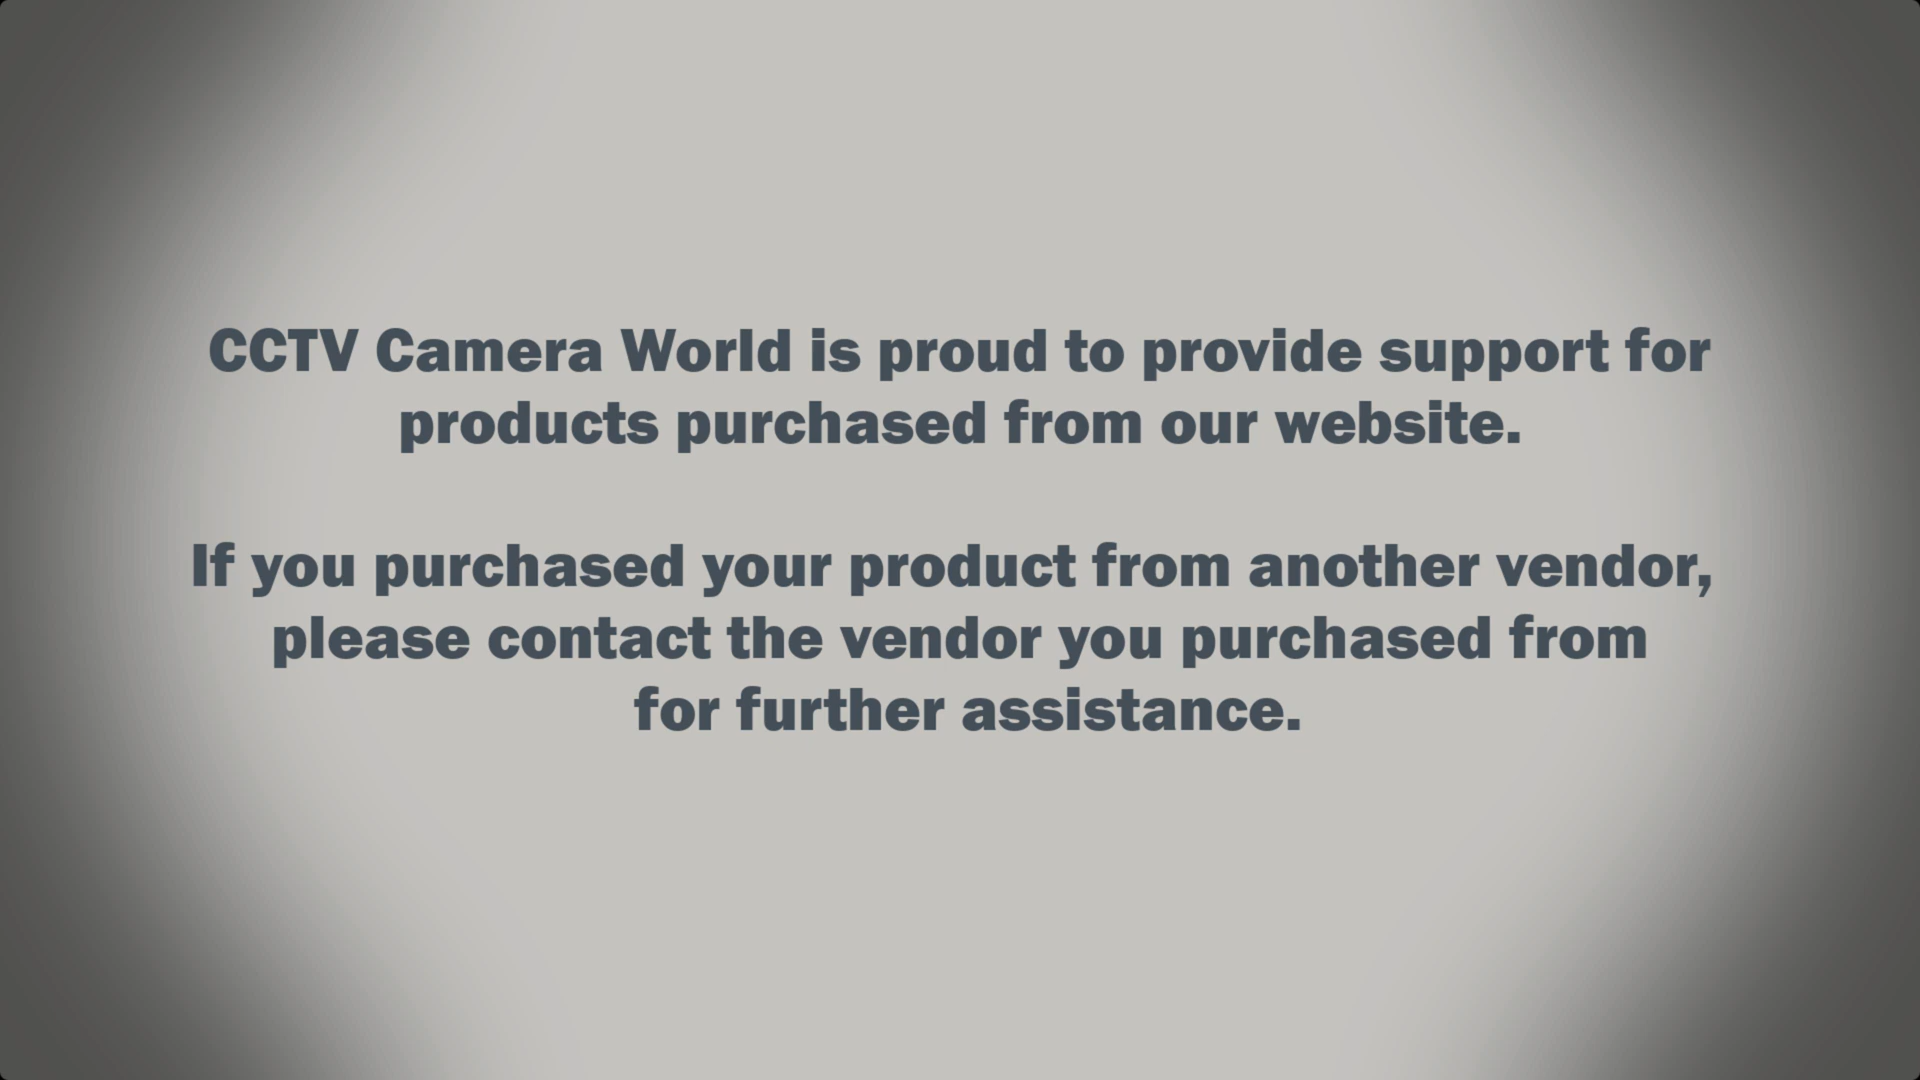 CCTV Camera World is proud to provide support for
products purchased from our website.
If you purchased your product from another vendor,
please contact the vendor you purchased from
for further assistance.